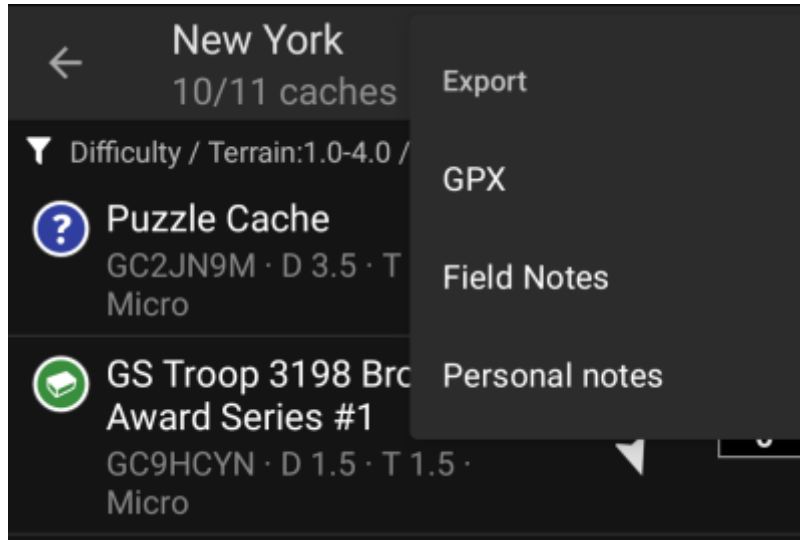 New York
10/11 caches
Difficulty / Terrain:1.0-4.0 /
Puzzle Cache
GC2JN9M · D 3.5 · T
Micro
GS Troop 3198 Bro
Award Series #1
GC9HCYN · D 1.5 · T 1.5 ·
Micro
Export
GPX
Field Notes
Personal notes